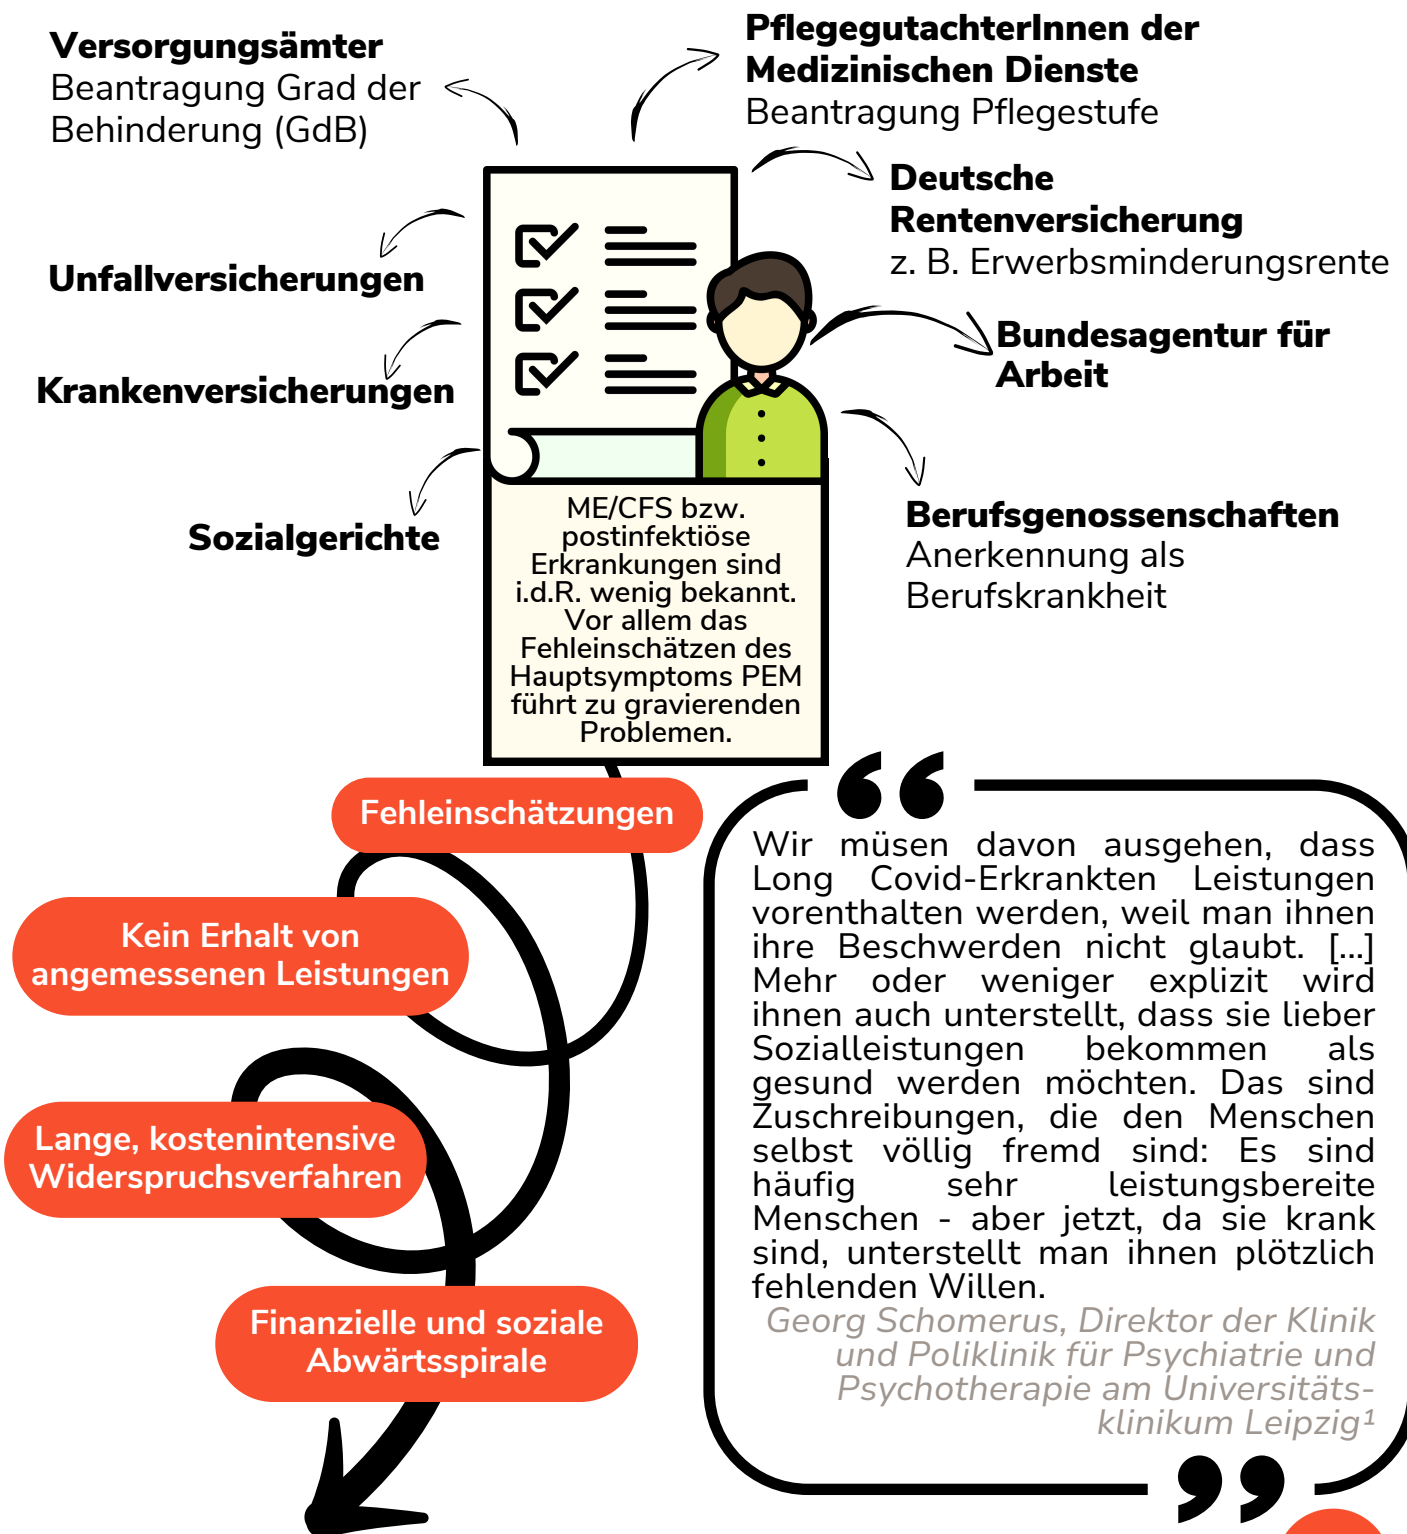 Versorgungsämter
Beantragung Grad der
Behinderung (GdB)
PflegegutachterInnen der
Medizinischen Dienste
Beantragung Pflegestufe
Deutsche
Rentenversicherung
z. B. Erwerbsminderungsrente
Unfallversicherungen
Bundesagentur für
Arbeit
Krankenversicherungen
Berufsgenossenschaften
Anerkennung als
Berufskrankheit
Sozialgerichte
ME/CFS bzw.
postinfektiöse
Erkrankungen sind
i.d.R. wenig bekannt.
Vor allem das
Fehleinschätzen des
Hauptsymptoms PEM
führt zu gravierenden
Problemen.
Fehleinschätzungen
Kein Erhalt von
angemessenen Leistungen
Lange, kostenintensive
Widerspruchsverfahren
Finanzielle und soziale
Abwärtsspirale
“
Wir müsen davon ausgehen, dass
Long Covid-Erkrankten Leistungen
vorenthalten werden, weil man ihnen
ihre Beschwerden nicht glaubt. [...]
Mehr oder weniger explizit wird
ihnen auch unterstellt, dass sie lieber
Sozialleistungen bekommen als
gesund werden möchten. Das sind
Zuschreibungen, die den Menschen
selbst völlig fremd sind: Es sind
häufig sehr leistungsbereite
Menschen - aber jetzt, da sie krank
sind, unterstellt man ihnen plötzlich
fehlenden Willen.
Georg Schomerus, Direktor der Klinik
und Poliklinik für Psychiatrie und
Psychotherapie am Universitäts-
klinikum Leipzig¹
”